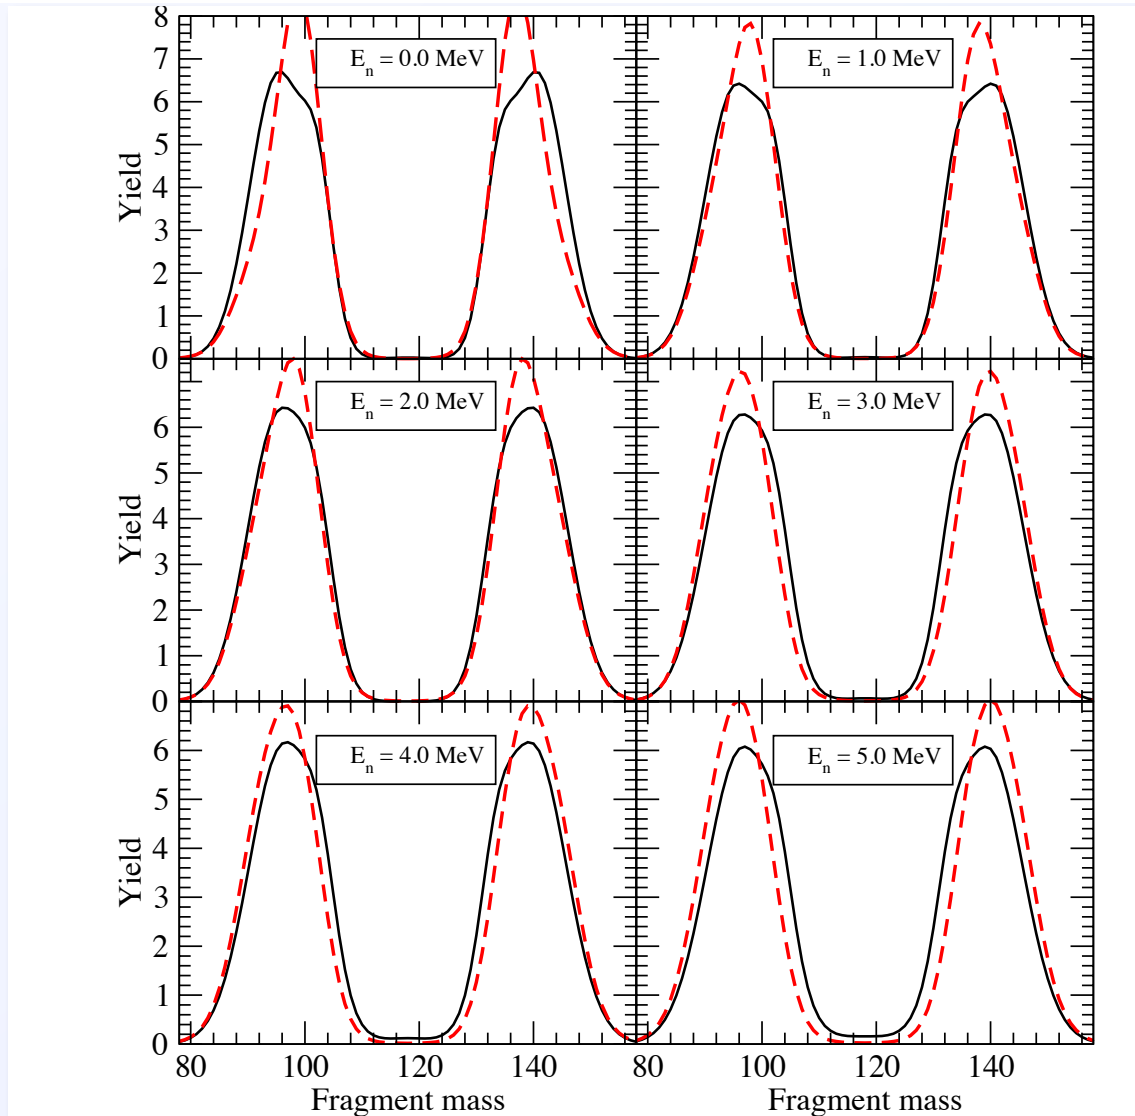 8
7
6
5
4
3
2
1
0
Yield
E_n = 0.0 MeV
E_n = 1.0 MeV
6
5
4
3
2
1
0
Yield
E_n = 2.0 MeV
E_n = 3.0 MeV
6
5
4
3
2
1
0
Yield
E_n = 4.0 MeV
E_n = 5.0 MeV
80 100 120 140 80 100 120 140
Fragment mass Fragment mass